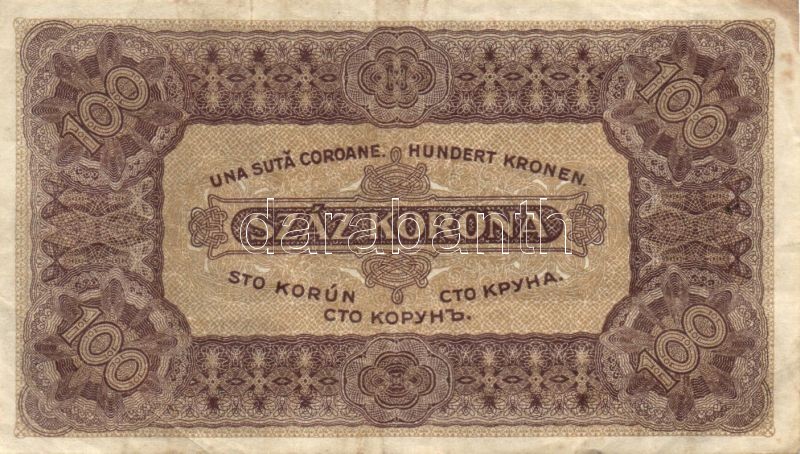 100 100
UNA SUTĂ COROANE. HUNDERT KRONEN.
SZÁZ KORONA
darabanth
STO KORÚN СТО КРУНА.
СТО КОРУНЪ.
100 100